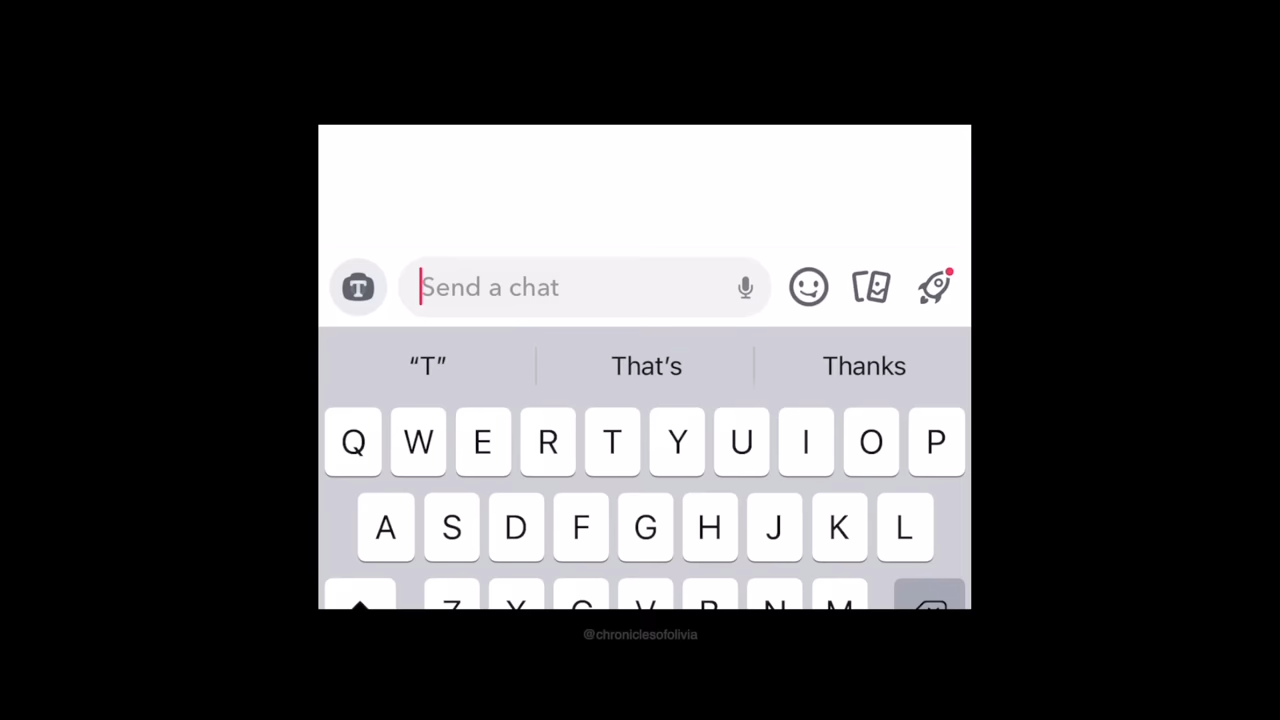 T
Send a chat
“T” That’s Thanks
Q W E R T Y U I O P
A S D F G H J K L
Z X C V B N M
@chroniclesofolivia